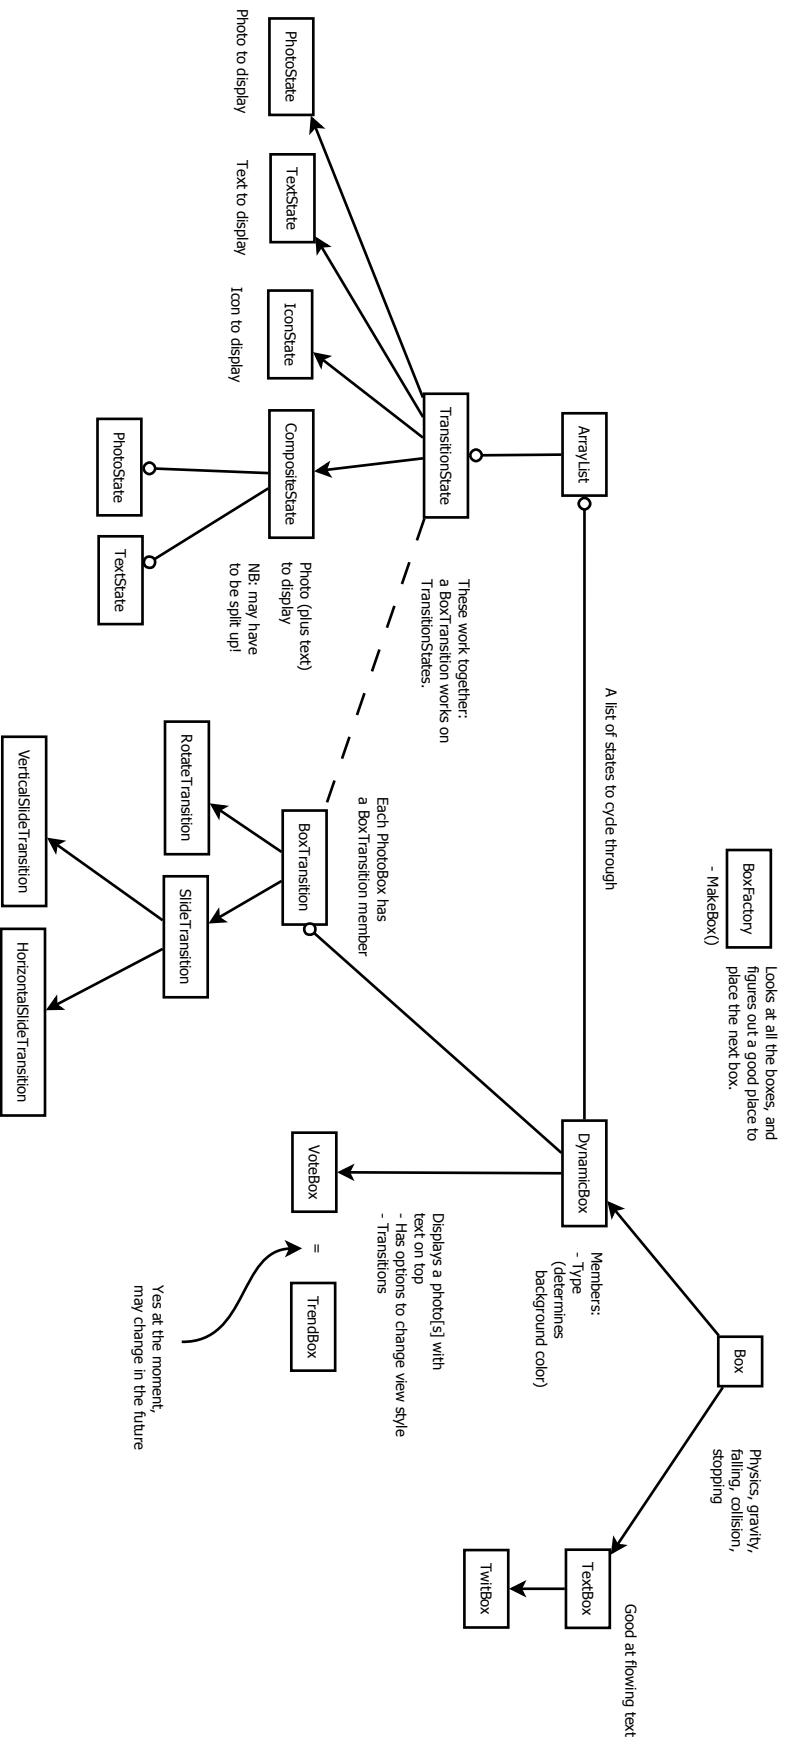 BoxFactory
- MakeBox()
Looks at all the boxes, and
figures out a good place to
place the next box.
Box
Physics, gravity,
falling, collision,
stopping
ArrayList
A list of states to cycle through
DynamicBox
Members:
- Type
(determines
background color)
TextBox
Good at flowing text
TwitBox
TransitionState
These work together:
a BoxTransition works on
TransitionStates.
Each PhotoBox has
a BoxTransition member
Displays a photo[s] with
text on top
- Has options to change view style
- Transitions
PhotoState
Photo to display
TextState
Text to display
IconState
Icon to display
CompositeState
Photo (plus text)
to display
NB: may have
to be split up!
BoxTransition
VoteBox
=
TrendBox
Yes at the moment,
may change in the future
PhotoState
TextState
RotateTransition
SlideTransition
VerticalSlideTransition
HorizontalSlideTransition